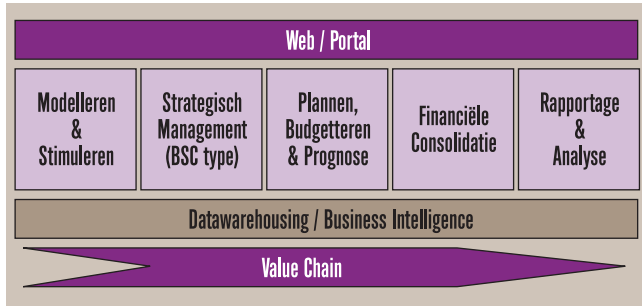 Web / Portal
Modelleren
&
Stimuleren
Strategisch
Management
(BSC type)
Plannen,
Budgetteren
& Prognose
Financiële
Consolidatie
Rapportage
&
Analyse
Datawarehousing / Business Intelligence
Value Chain